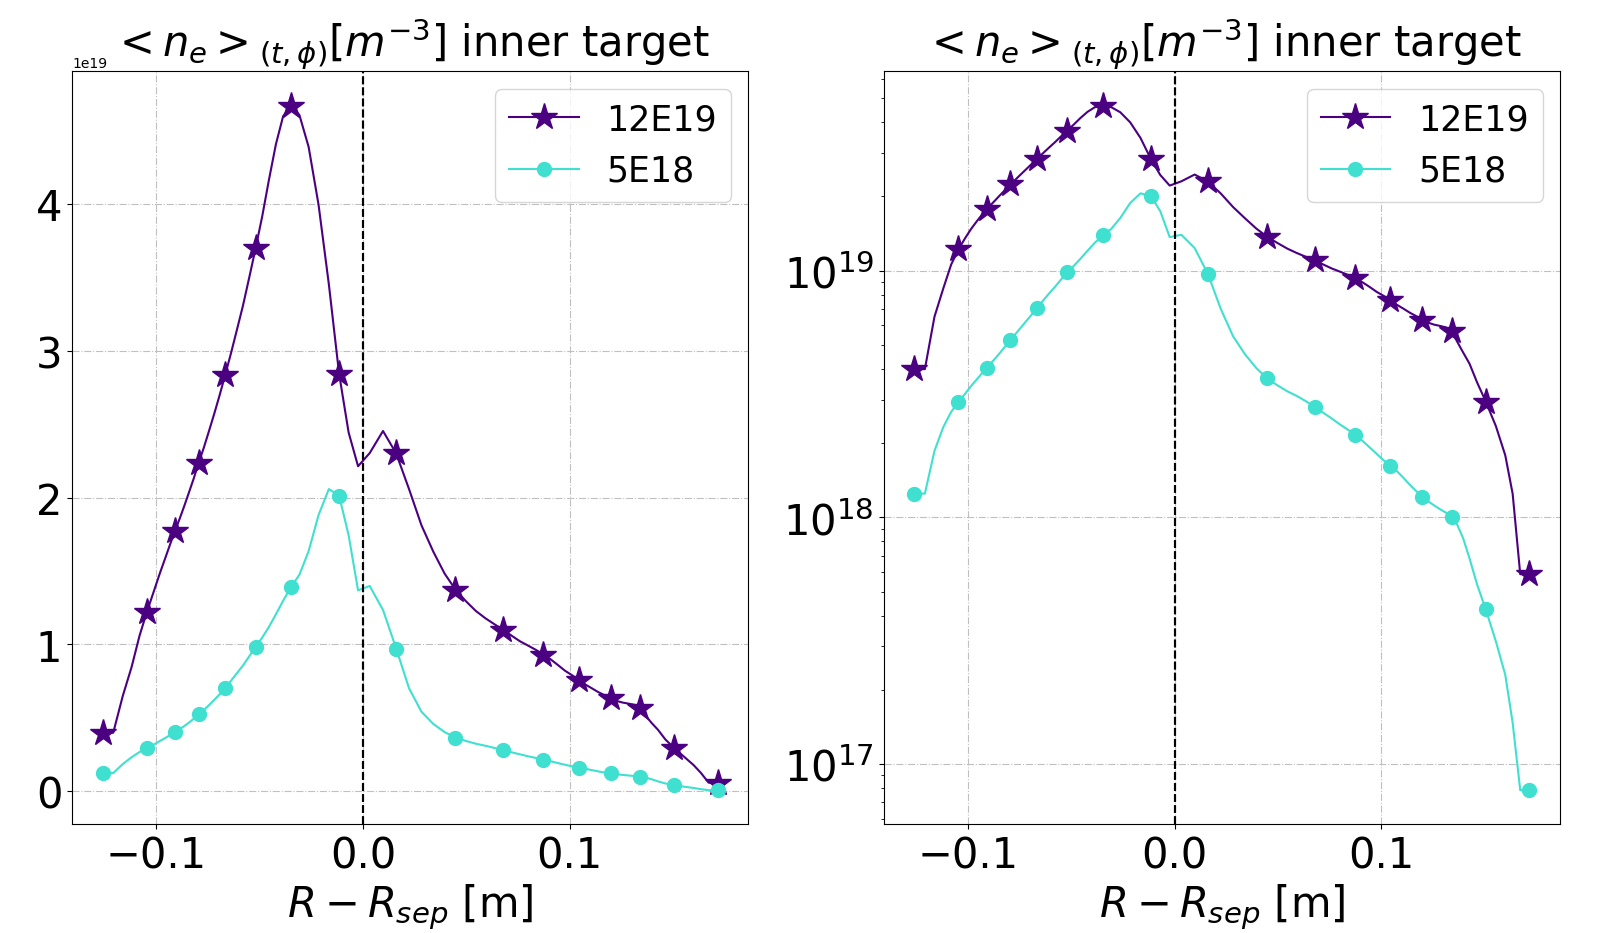 < n_e >_(t, ϕ)[m^−3] inner target
1e19
12E19
5E18
4
3
2
1
0
−0.1
0.0
0.1
R − R_sep [m]
< n_e >_(t, ϕ)[m^−3] inner target
12E19
5E18
10^19
10^18
10^17
−0.1
0.0
0.1
R − R_sep [m]